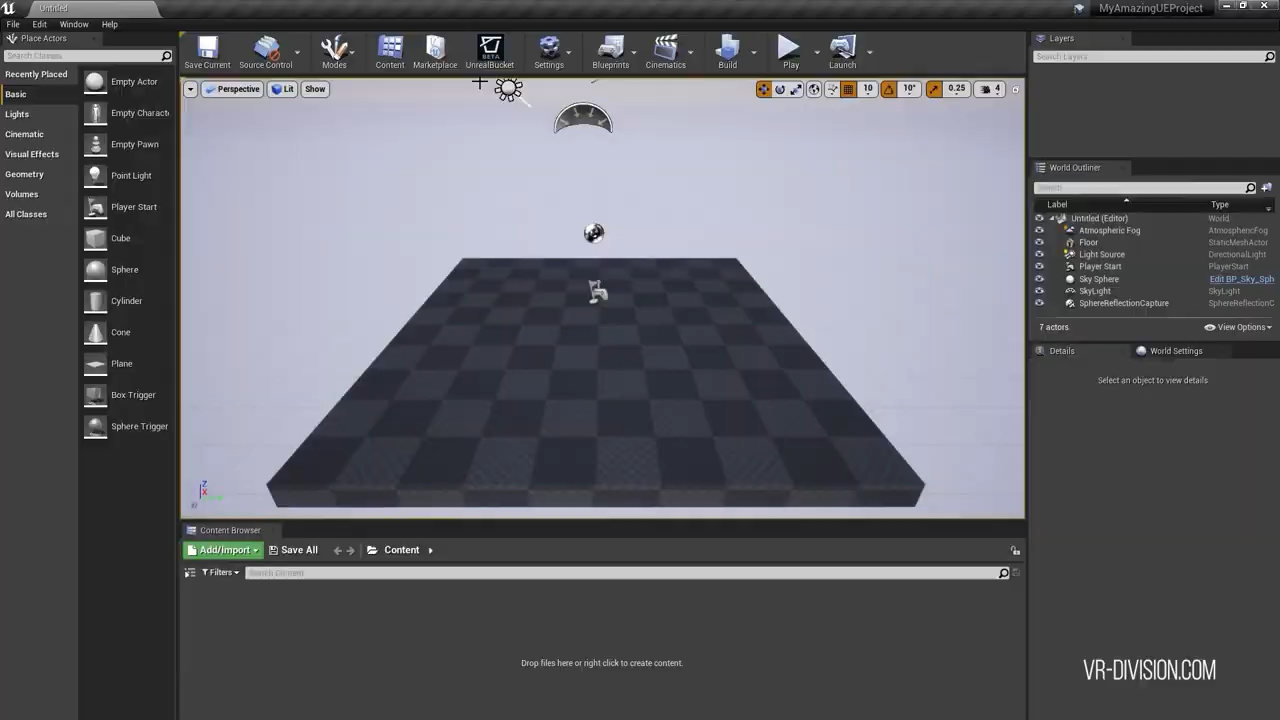 Untitled
MyAmazingUEProject
File Edit Window Help
Place Actors
Search Classes
Recently Placed
Basic
Lights
Cinematic
Visual Effects
Geometry
Volumes
All Classes
Empty Actor
Empty Charact
Empty Pawn
Point Light
Player Start
Cube
Sphere
Cylinder
Cone
Plane
Box Trigger
Sphere Trigger
Save Current
Source Control
Modes
Content
Marketplace
BETA
UnrealBucket
Settings
Blueprints
Cinematics
Build
Play
Launch
Perspective
Lit
Show
10
10°
0.25
4
Z
X
Layers
Search Layers
World Outliner
Search
Label Type
Untitled (Editor) World
Atmospheric Fog AtmosphericFog
Floor StaticMeshActor
Light Source DirectionalLight
Player Start PlayerStart
Sky Sphere Edit BP_Sky_Sph
SkyLight SkyLight
SphereReflectionCapture SphereReflectionC
7 actors View Options
Details World Settings
Select an object to view details
Content Browser
Add/Import Save All Content
Filters Search Content
Drop files here or right click to create content.
VR-DIVISION.COM